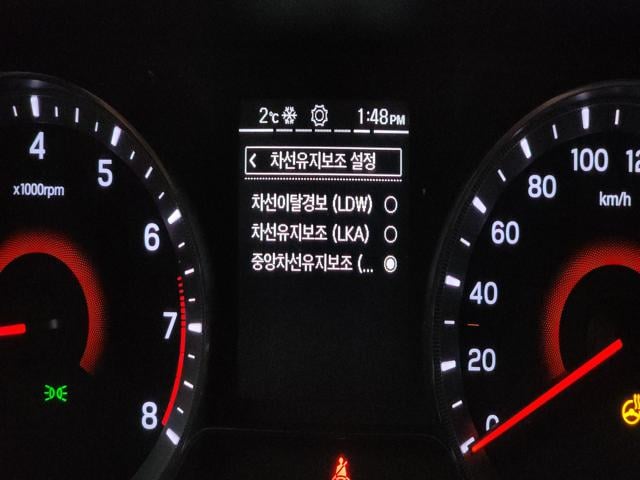 2℃ 1:48PM
< 차선유지보조 설정
차선이탈경보 (LDW)
차선유지보조 (LKA)
중앙차선유지보조 (...
4
5
6
7
8
x1000rpm
100
80
60
40
20
0
km/h